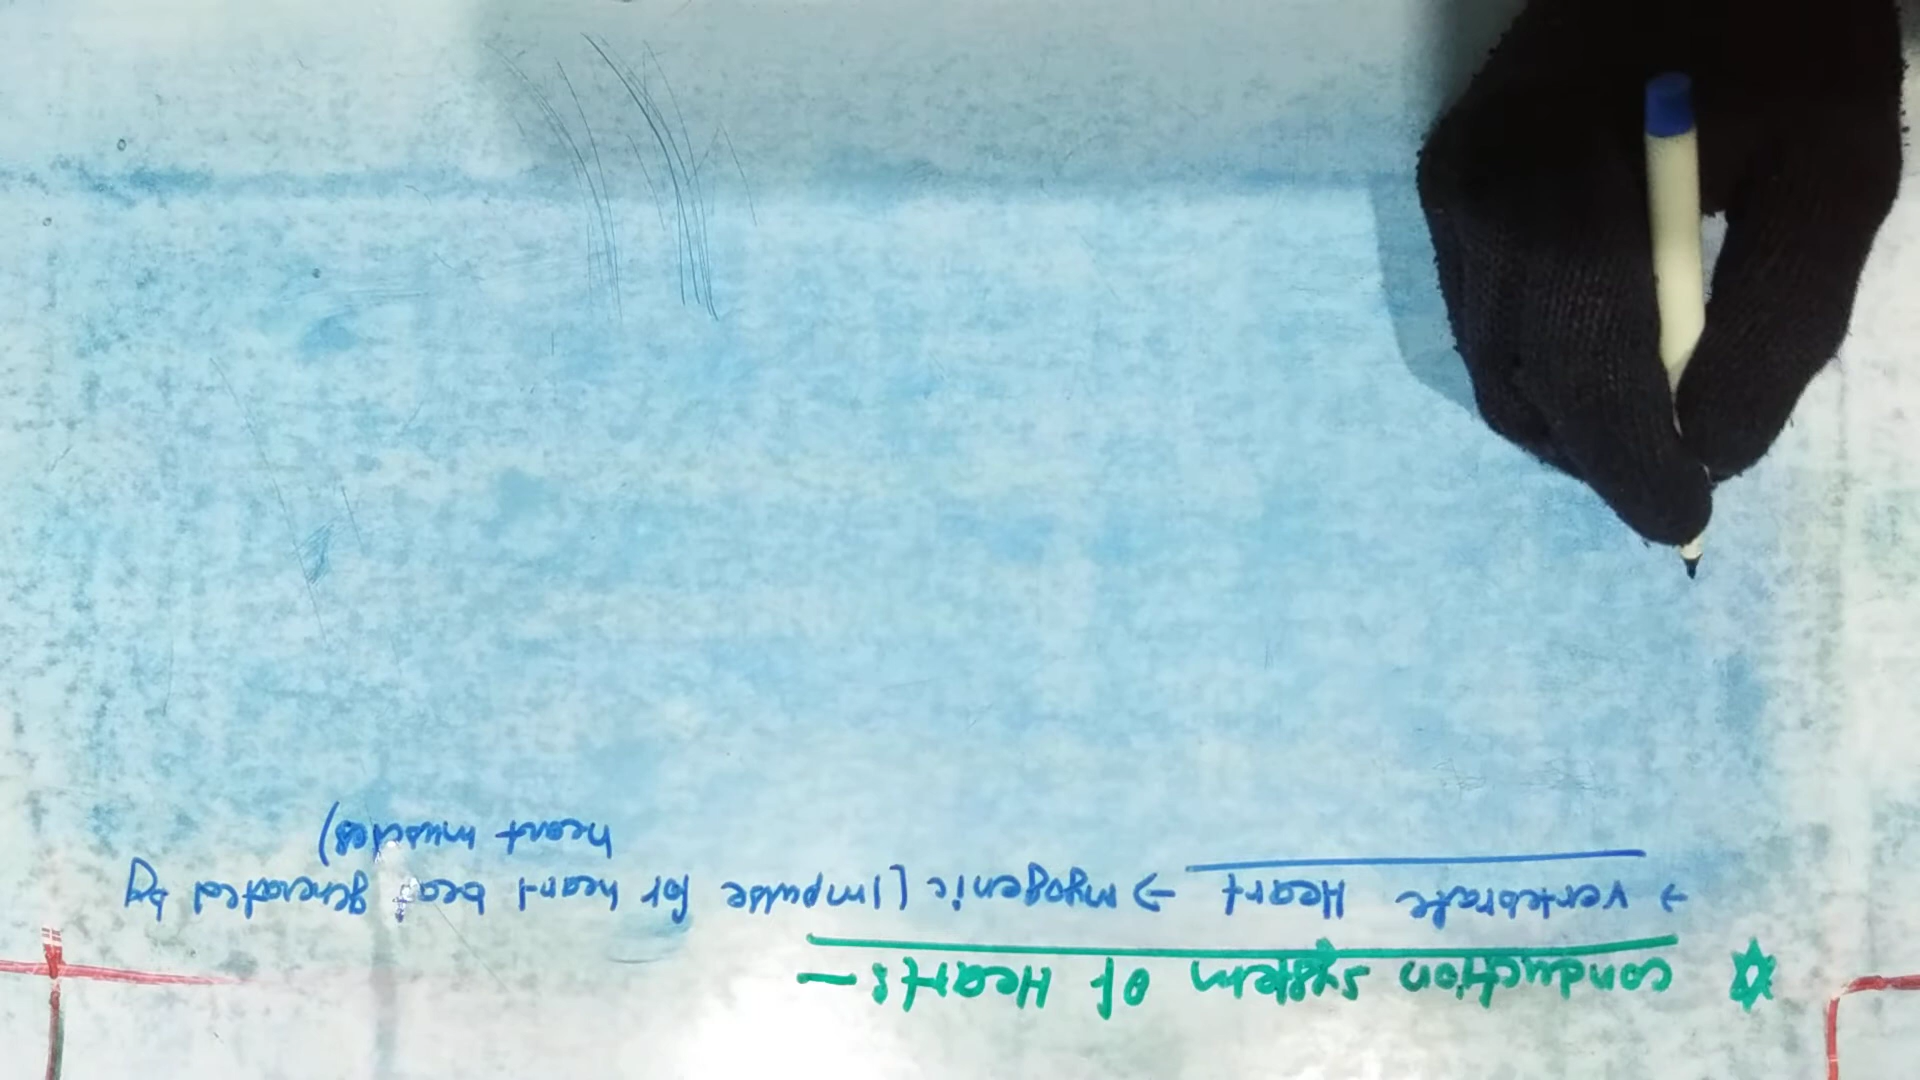 ✡ conduction system of Heart:-
→ vertebrate Heart → myogenic [Impulse for heart beat generated by
heart muscles)